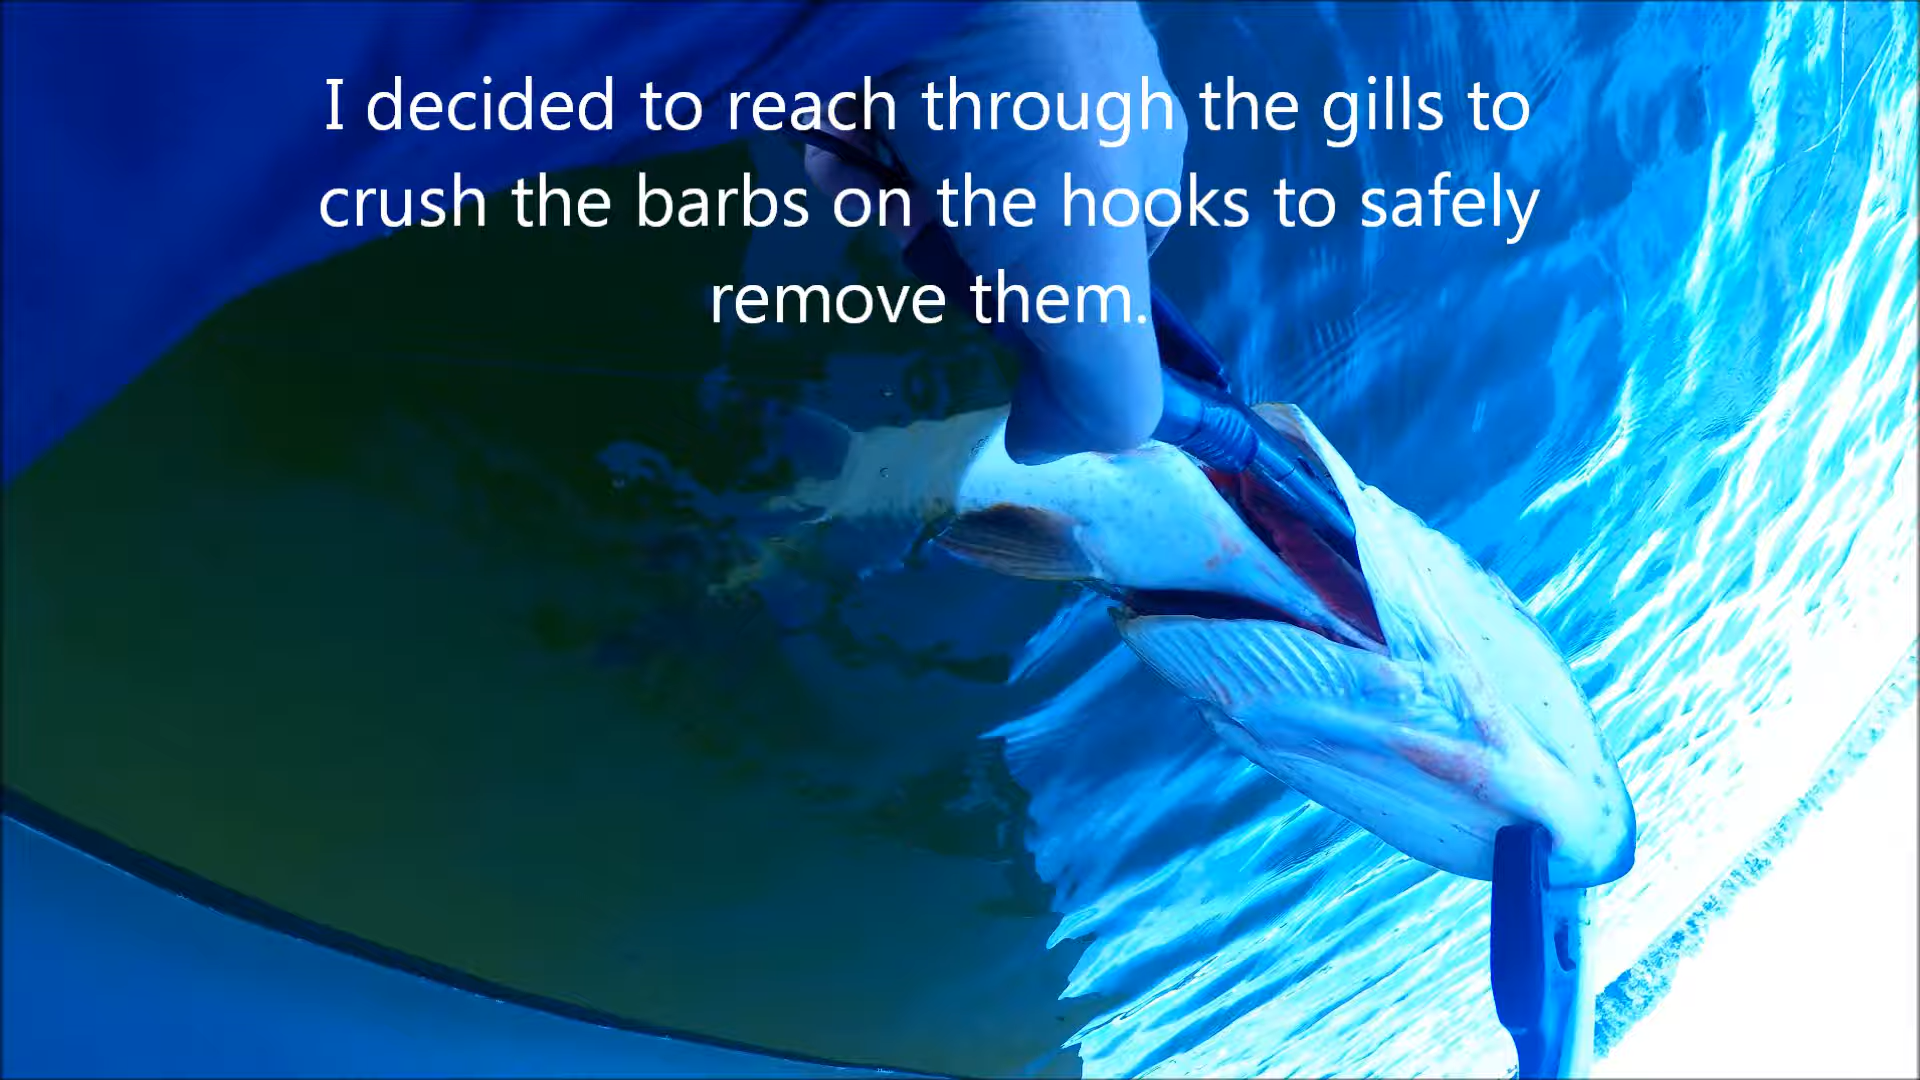 I decided to reach through the gills to
crush the barbs on the hooks to safely
remove them.